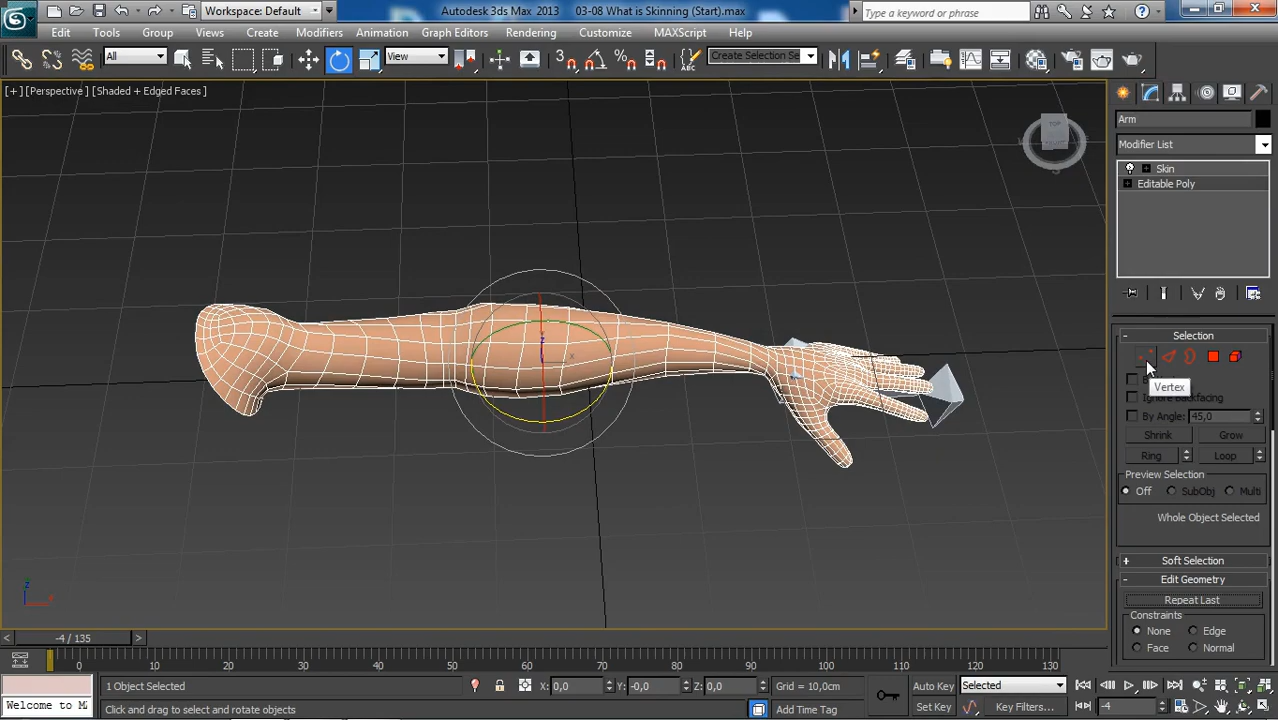 Workspace: Default
Autodesk 3ds Max 2013
03-08 What is Skinning (Start).max
Type a keyword or phrase
Edit Tools Group Views Create Modifiers Animation Graph Editors Rendering Customize MAXScript Help
All
View
3
Create Selection Se
[+] [Perspective] [Shaded + Edged Faces]
TOP
Arm
Modifier List
Skin
Editable Poly
Selection
Vertex
Ignore Backfacing
By Angle: 45,0
Shrink Grow
Ring Loop
Preview Selection
Off SubObj Multi
Whole Object Selected
Soft Selection
Edit Geometry
Repeat Last
Constraints
None Edge
Face Normal
z
x
< -4 / 135 >
0 10 20 30 40 50 60 70 80 90 100 110 120 130
1 Object Selected
X: 0,0 Y: -0,0 Z: 0,0
Grid = 10,0cm
Auto Key
Selected
Welcome to M
Click and drag to select and rotate objects
Add Time Tag
Set Key
Key Filters...
-4